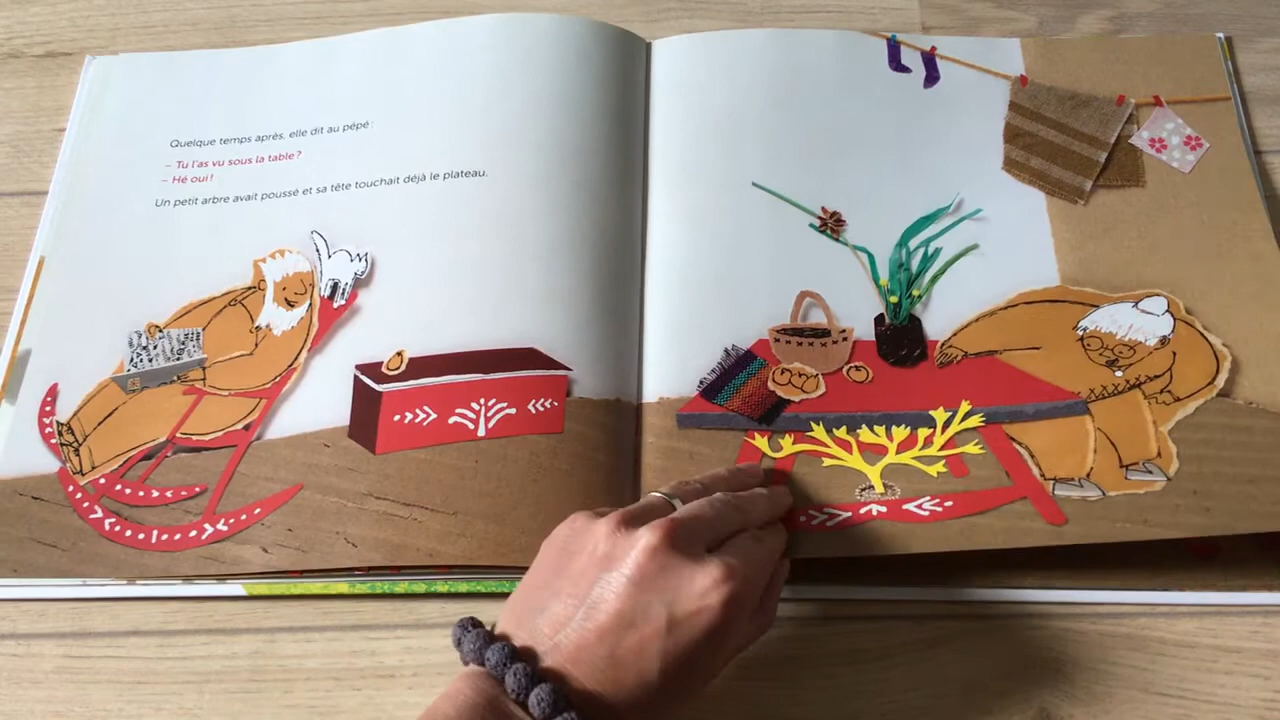 Quelque temps après, elle dit au pépé :
– Tu l'as vu sous la table ?
– Hé oui !
Un petit arbre avait poussé et sa tête touchait déjà le plateau.